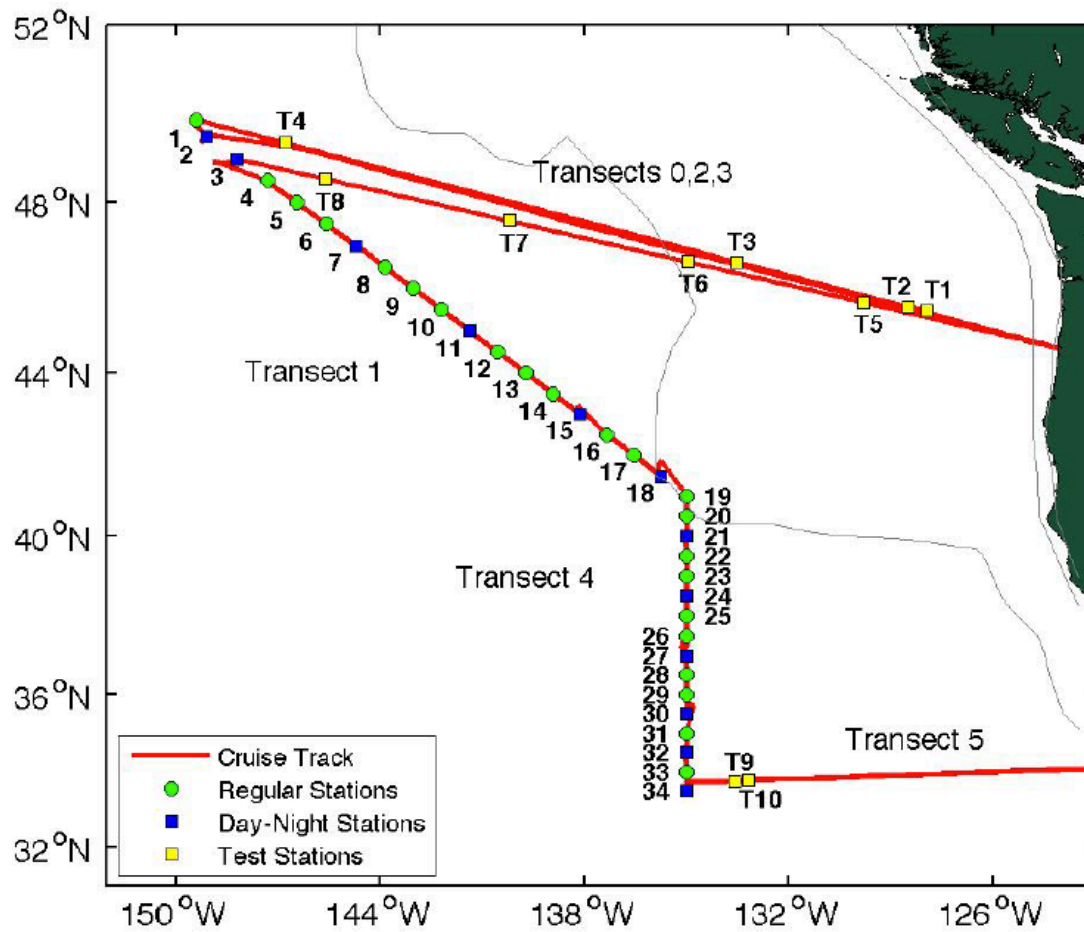 52°N
48°N
44°N
40°N
36°N
32°N
150°W
144°W
138°W
132°W
126°W
T4
1
2
3
T8
Transects 0,2,3
4
5
6
7
T7
T3
T6
T2
T1
T5
8
9
10
11
12
Transect 1
13
14
15
16
17
18
19
20
21
22
23
Transect 4
24
25
26
27
28
29
30
31
32
33
34
T9
T10
Transect 5
Cruise Track
Regular Stations
Day-Night Stations
Test Stations